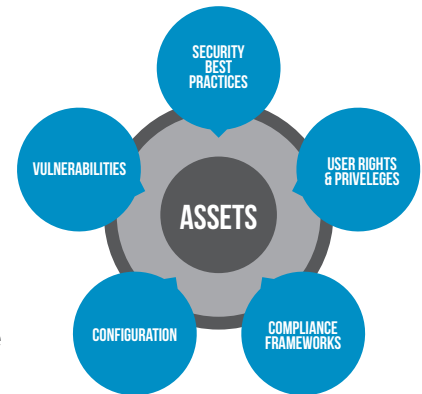 SECURITY
BEST
PRACTICES
VULNERABILITIES
USER RIGHTS
& PRIVELEGES
ASSETS
CONFIGURATION
COMPLIANCE
FRAMEWORKS